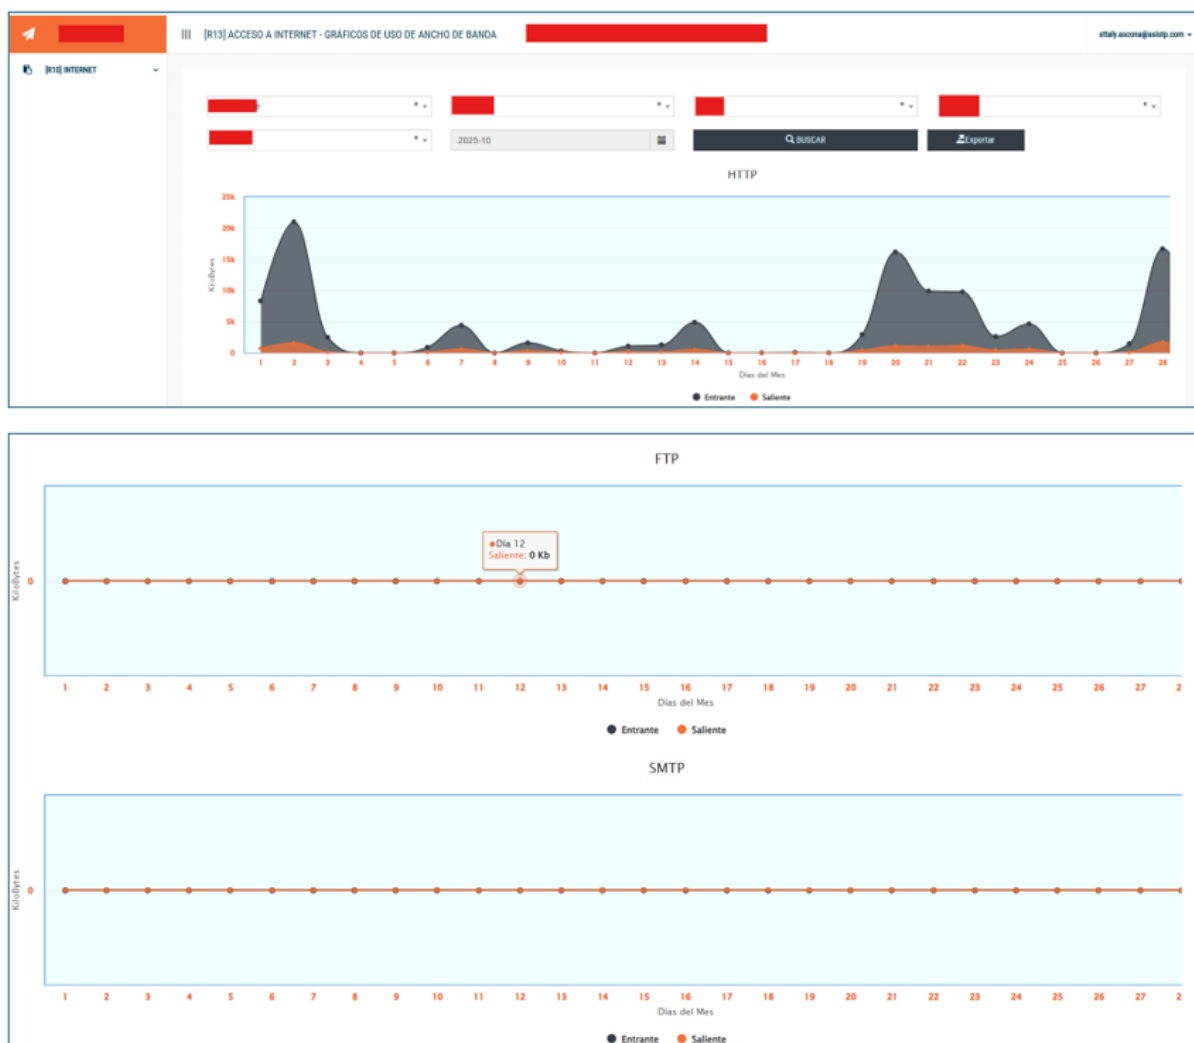 [R13] ACCESO A INTERNET - GRÁFICOS DE USO DE ANCHO DE BANDA
sttaly.ascona@asistp.com
[R10] INTERNET
2025-10
BUSCAR
Exportar
HTTP
25k
20k
15k
10k
5k
0
KiloBytes
1 2 3 4 5 6 7 8 9 10 11 12 13 14 15 16 17 18 19 20 21 22 23 24 25 26 27 28
Días del Mes
Entrante Saliente
FTP
Día 12
Saliente: 0 Kb
0
KiloBytes
1 2 3 4 5 6 7 8 9 10 11 12 13 14 15 16 17 18 19 20 21 22 23 24 25 26 27 2
Días del Mes
Entrante Saliente
SMTP
0
KiloBytes
1 2 3 4 5 6 7 8 9 10 11 12 13 14 15 16 17 18 19 20 21 22 23 24 25 26 27 2
Días del Mes
Entrante Saliente